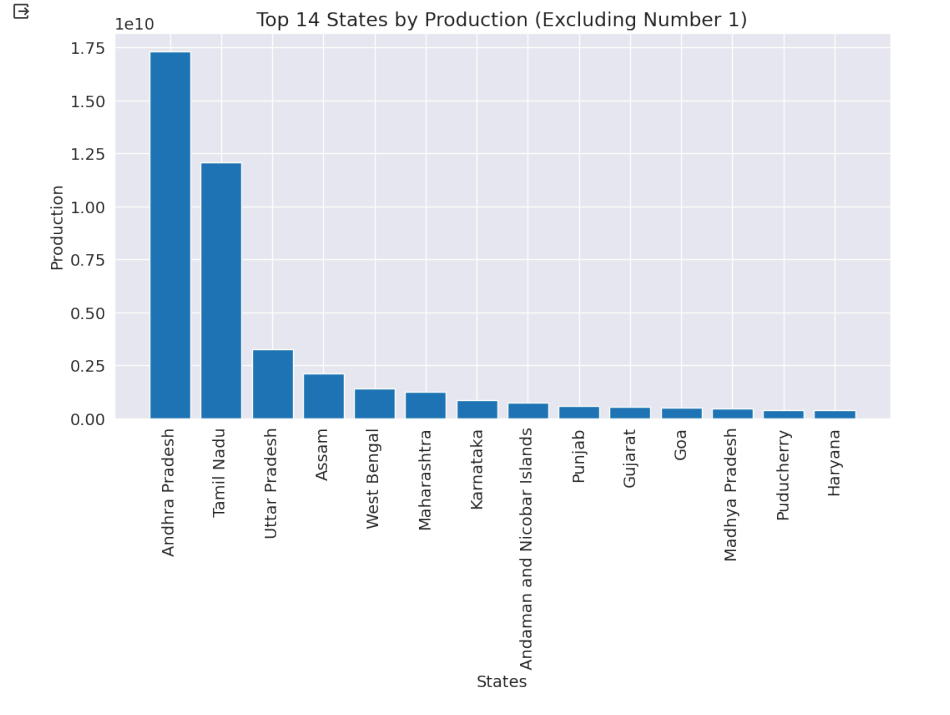 Top 14 States by Production (Excluding Number 1)
1e10
1.75
1.50
1.25
1.00
0.75
0.50
0.25
0.00
Production
Andhra Pradesh
Tamil Nadu
Uttar Pradesh
Assam
West Bengal
Maharashtra
Karnataka
Andaman and Nicobar Islands
Punjab
Gujarat
Goa
Madhya Pradesh
Puducherry
Haryana
States